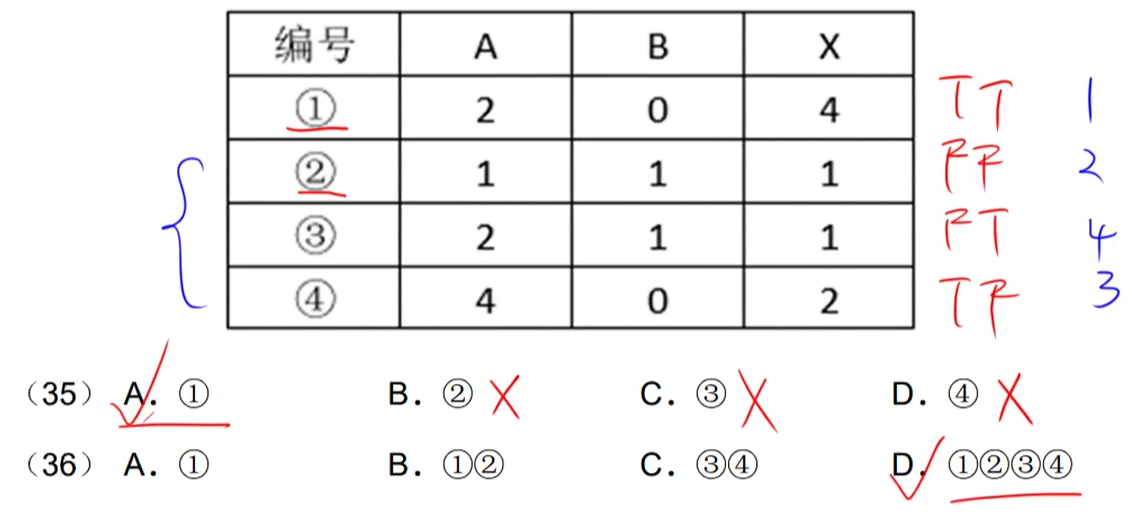 编号 A B X
① 2 0 4 TT 1
② 1 1 1 FF 2
③ 2 1 1 FT 4
④ 4 0 2 TF 3
（35） A. ① B. ② X C. ③ X D. ④ X
（36） A. ① B. ①② C. ③④ D. ①②③④